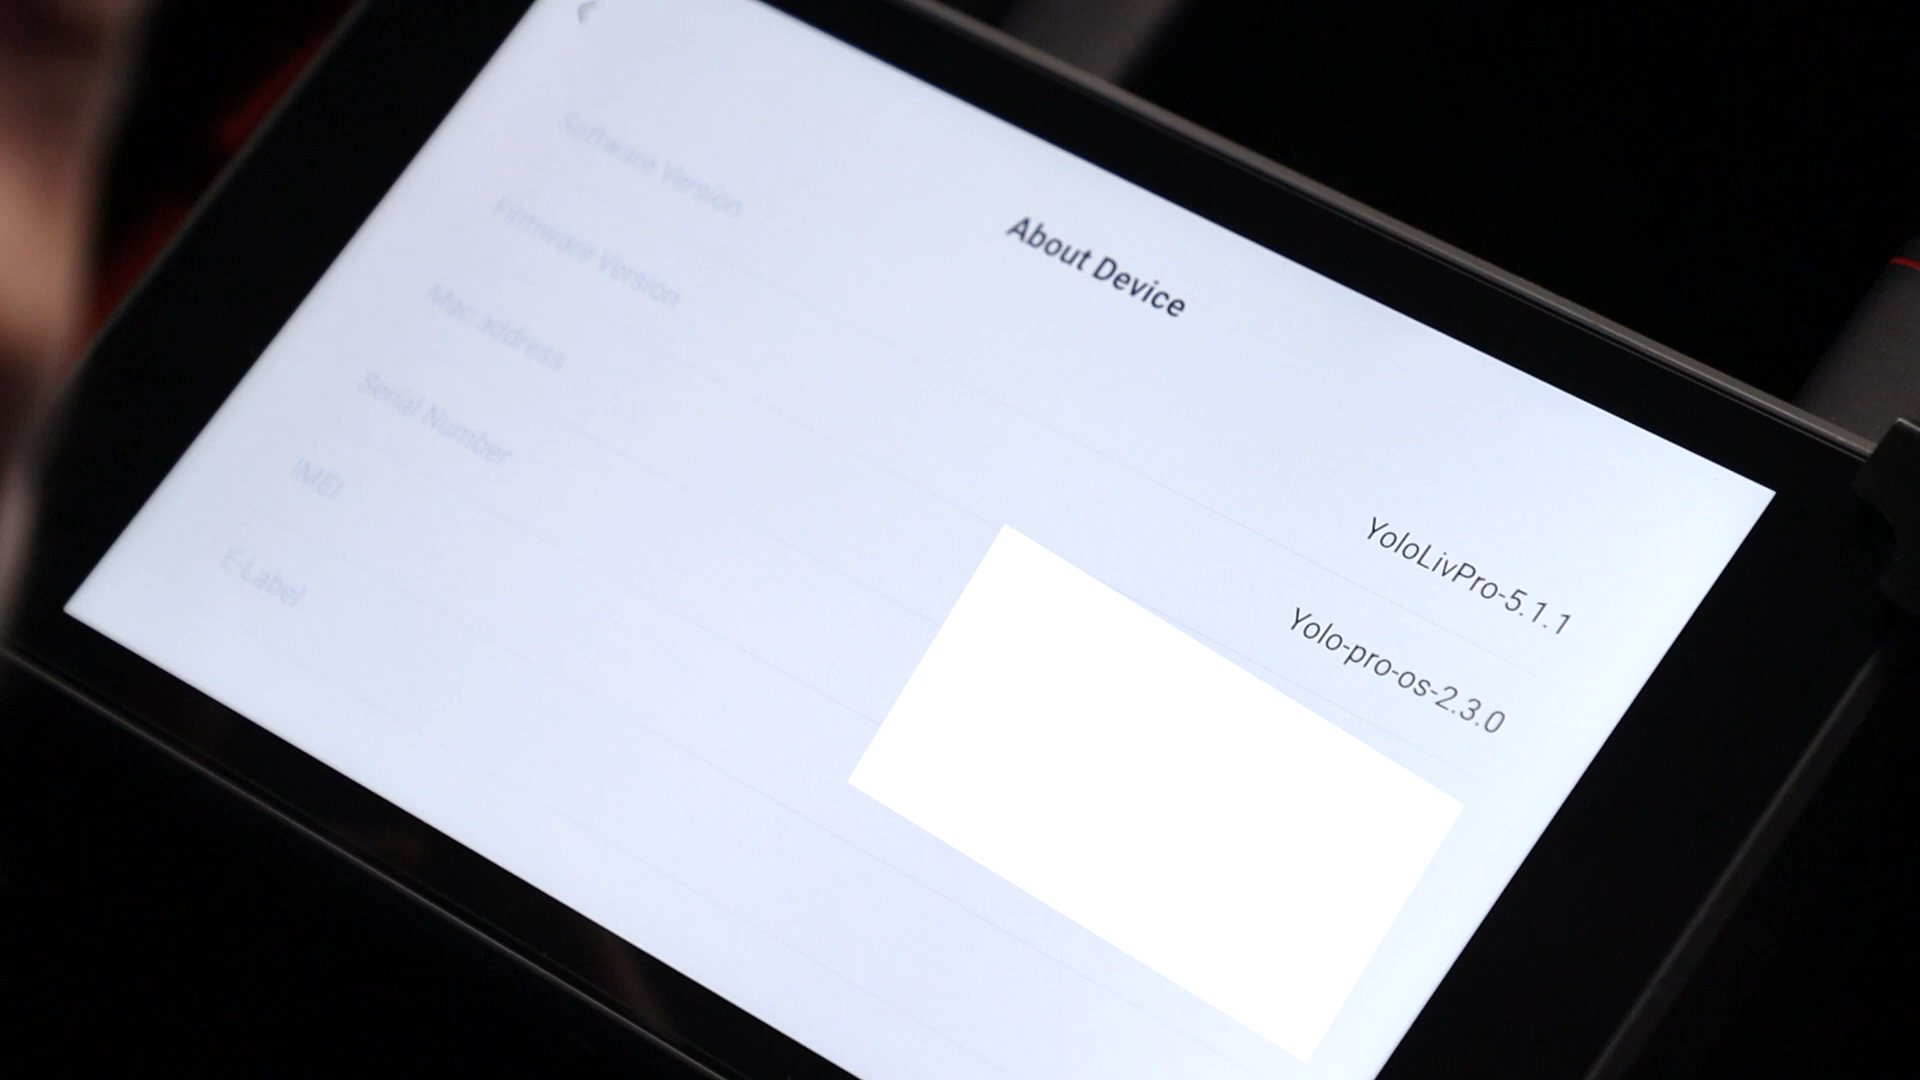 About Device
Software Version
YoloLivPro-5.1.1
Firmware Version
Yolo-pro-os-2.3.0
Mac address
Serial Number
IMEI
E-Label